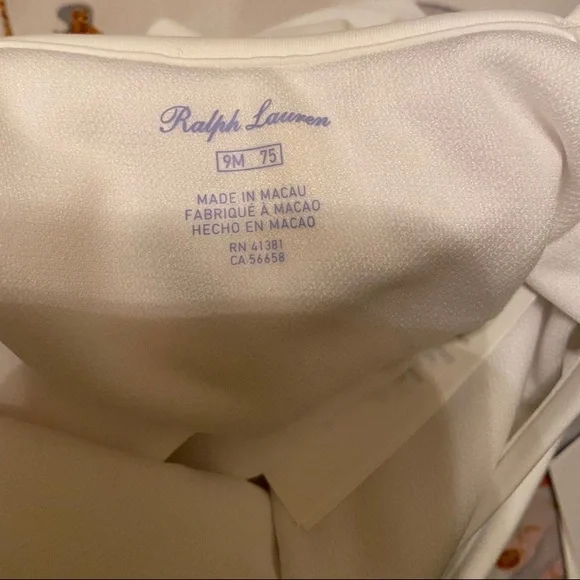 Ralph Lauren
9M 75
MADE IN MACAU
FABRIQUÉ À MACAO
HECHO EN MACAO
RN 41381
CA 56658